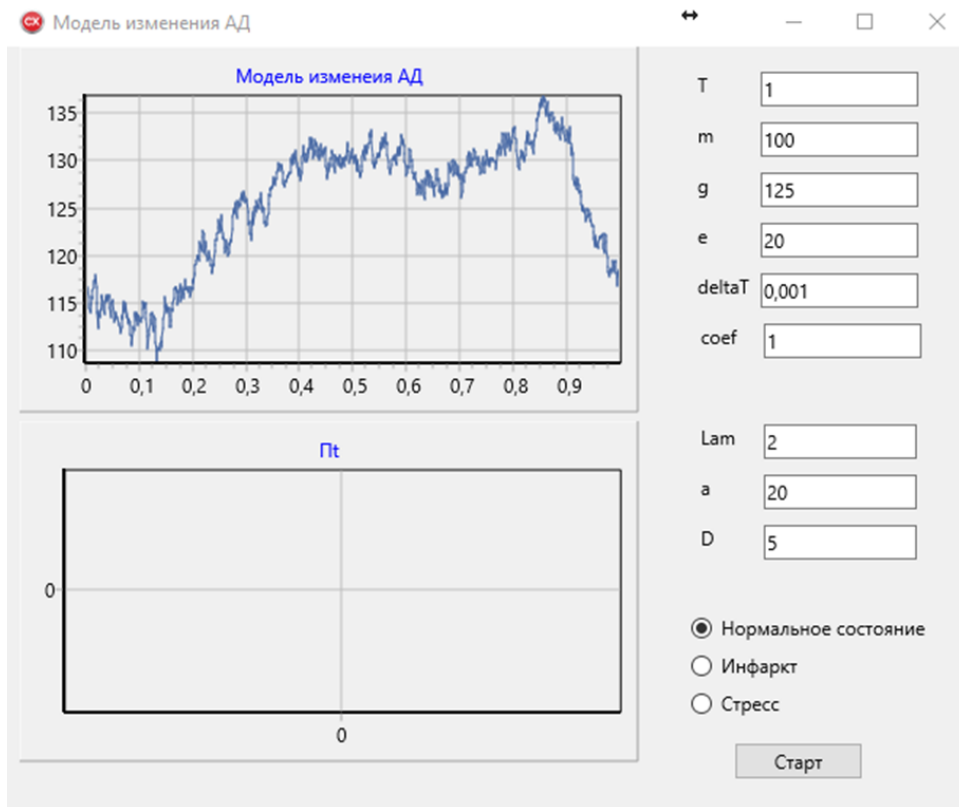 CX Модель изменения АД
Модель изменеия АД
135
130
125
120
115
110
0 0,1 0,2 0,3 0,4 0,5 0,6 0,7 0,8 0,9
Пt
0
0
T 1
m 100
g 125
e 20
deltaT 0,001
coef 1
Lam 2
a 20
D 5
Нормальное состояние
Инфаркт
Стресс
Старт